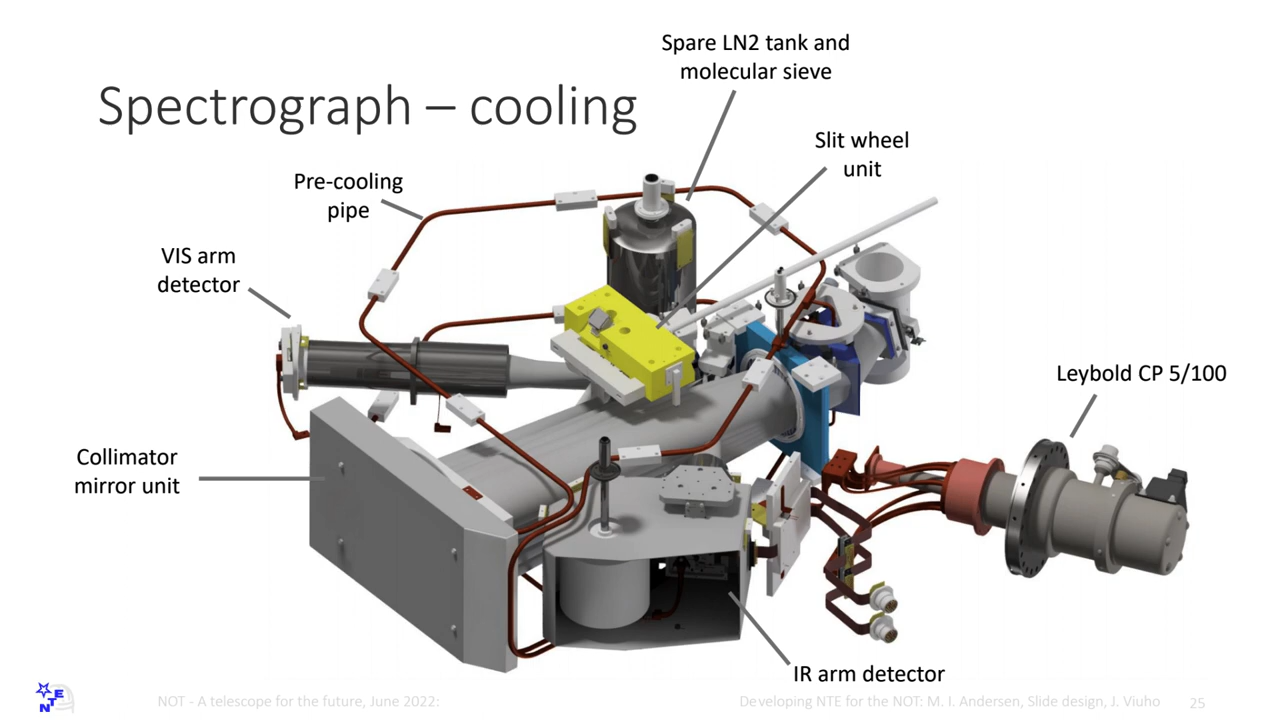 Spare LN2 tank and
molecular sieve
Spectrograph – cooling
Slit wheel
unit
Pre-cooling
pipe
VIS arm
detector
Leybold CP 5/100
Collimator
mirror unit
IR arm detector
NTE
NOT - A telescope for the future, June 2022:
Developing NTE for the NOT: M. I. Andersen, Slide design, J. Viuho
25